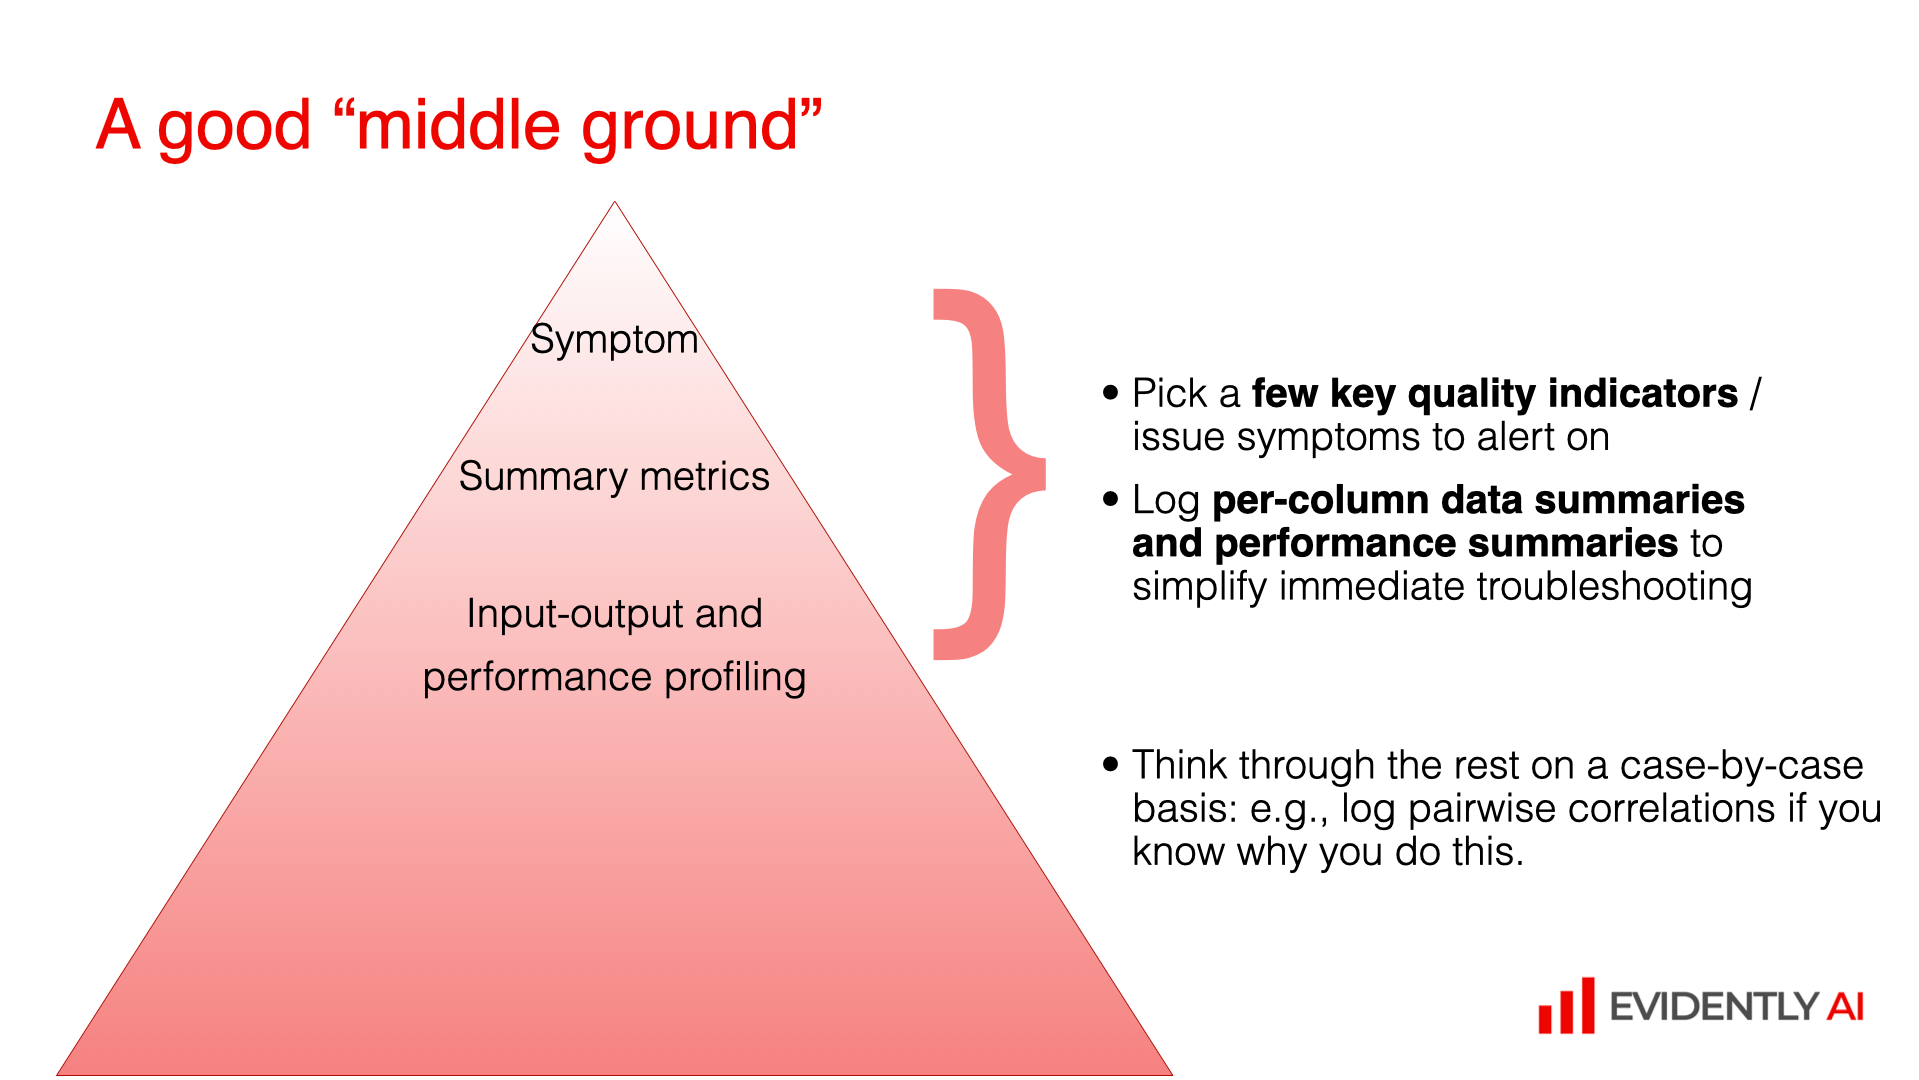 A good “middle ground”
Symptom
Summary metrics
Input-output and
performance profiling
• Pick a few key quality indicators /
issue symptoms to alert on
• Log per-column data summaries
and performance summaries to
simplify immediate troubleshooting
• Think through the rest on a case-by-case
basis: e.g., log pairwise correlations if you
know why you do this.
EVIDENTLY AI